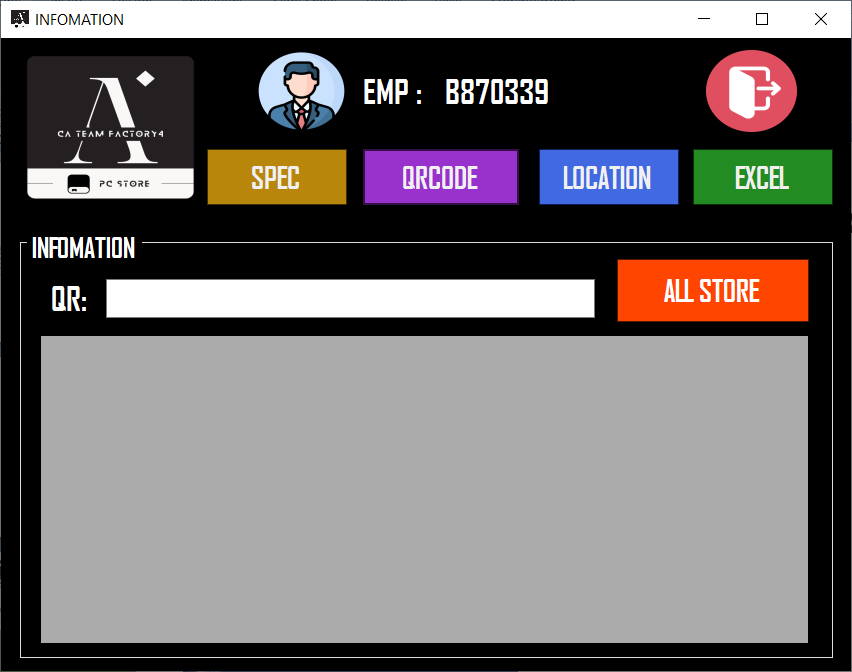 INFOMATION
CA TEAM FACTORY4
PC STORE
EMP : B870339
SPEC QRCODE LOCATION EXCEL
INFOMATION
QR:
ALL STORE